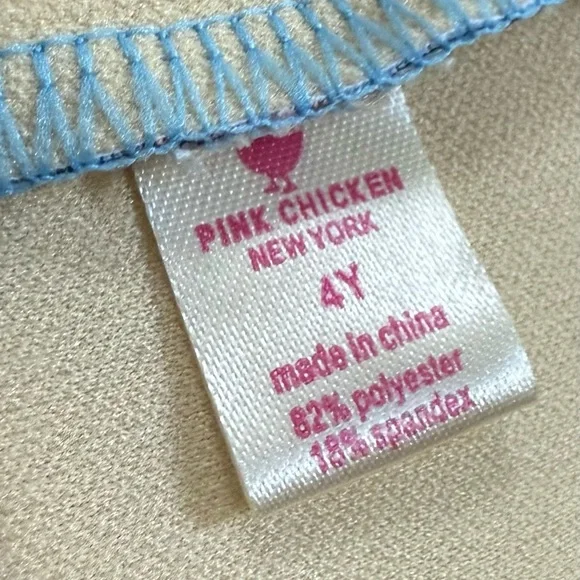 PINK CHICKEN
NEW YORK
4Y
made in china
82% polyester
18% spandex